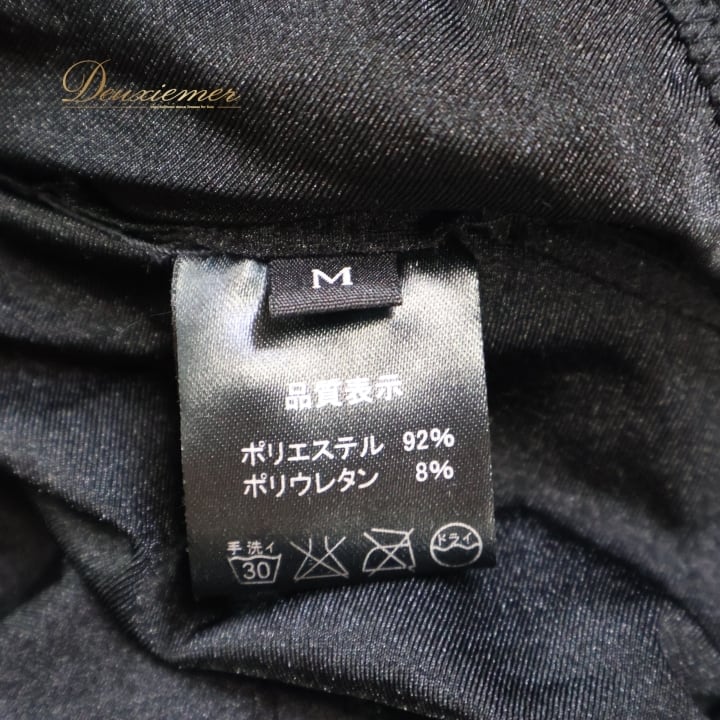 Deuxiemer
M
品質表示
ポリエステル 92%
ポリウレタン 8%
手洗イ
30
ドライ